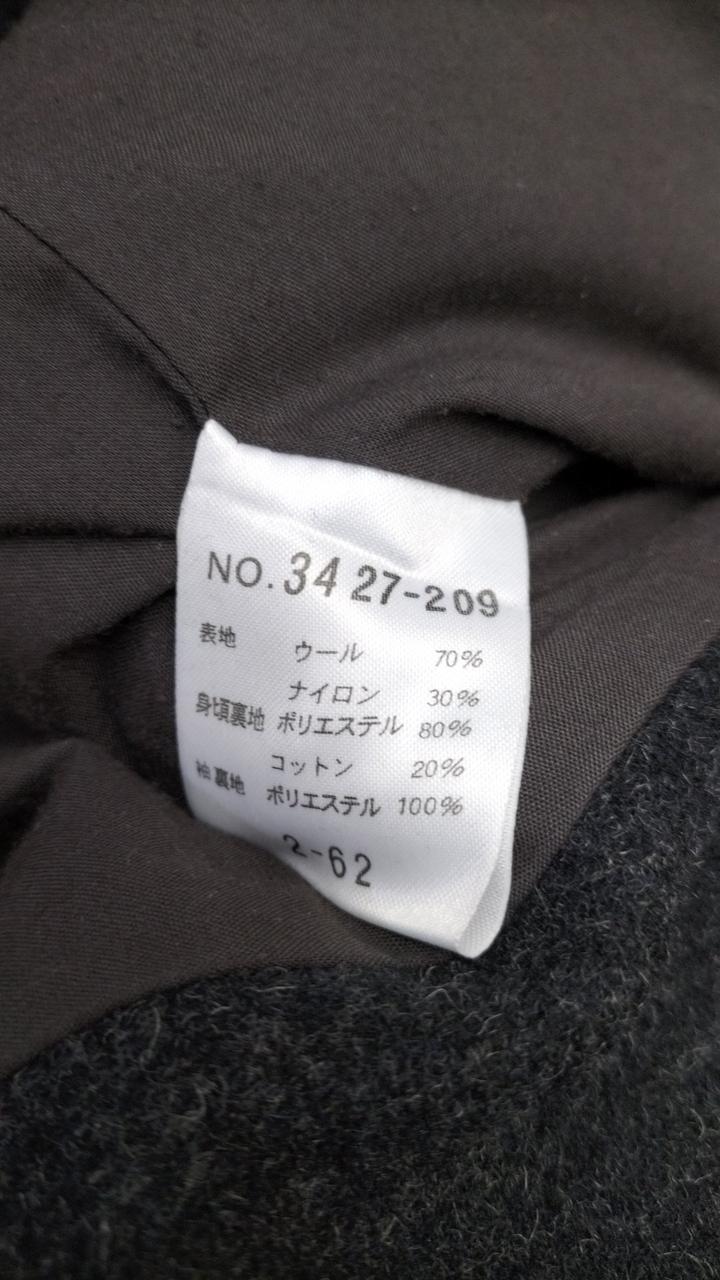 NO.3427-209
表地 ウール 70%
ナイロン 30%
身頃裏地 ポリエステル 80%
コットン 20%
袖裏地 ポリエステル 100%
2-62